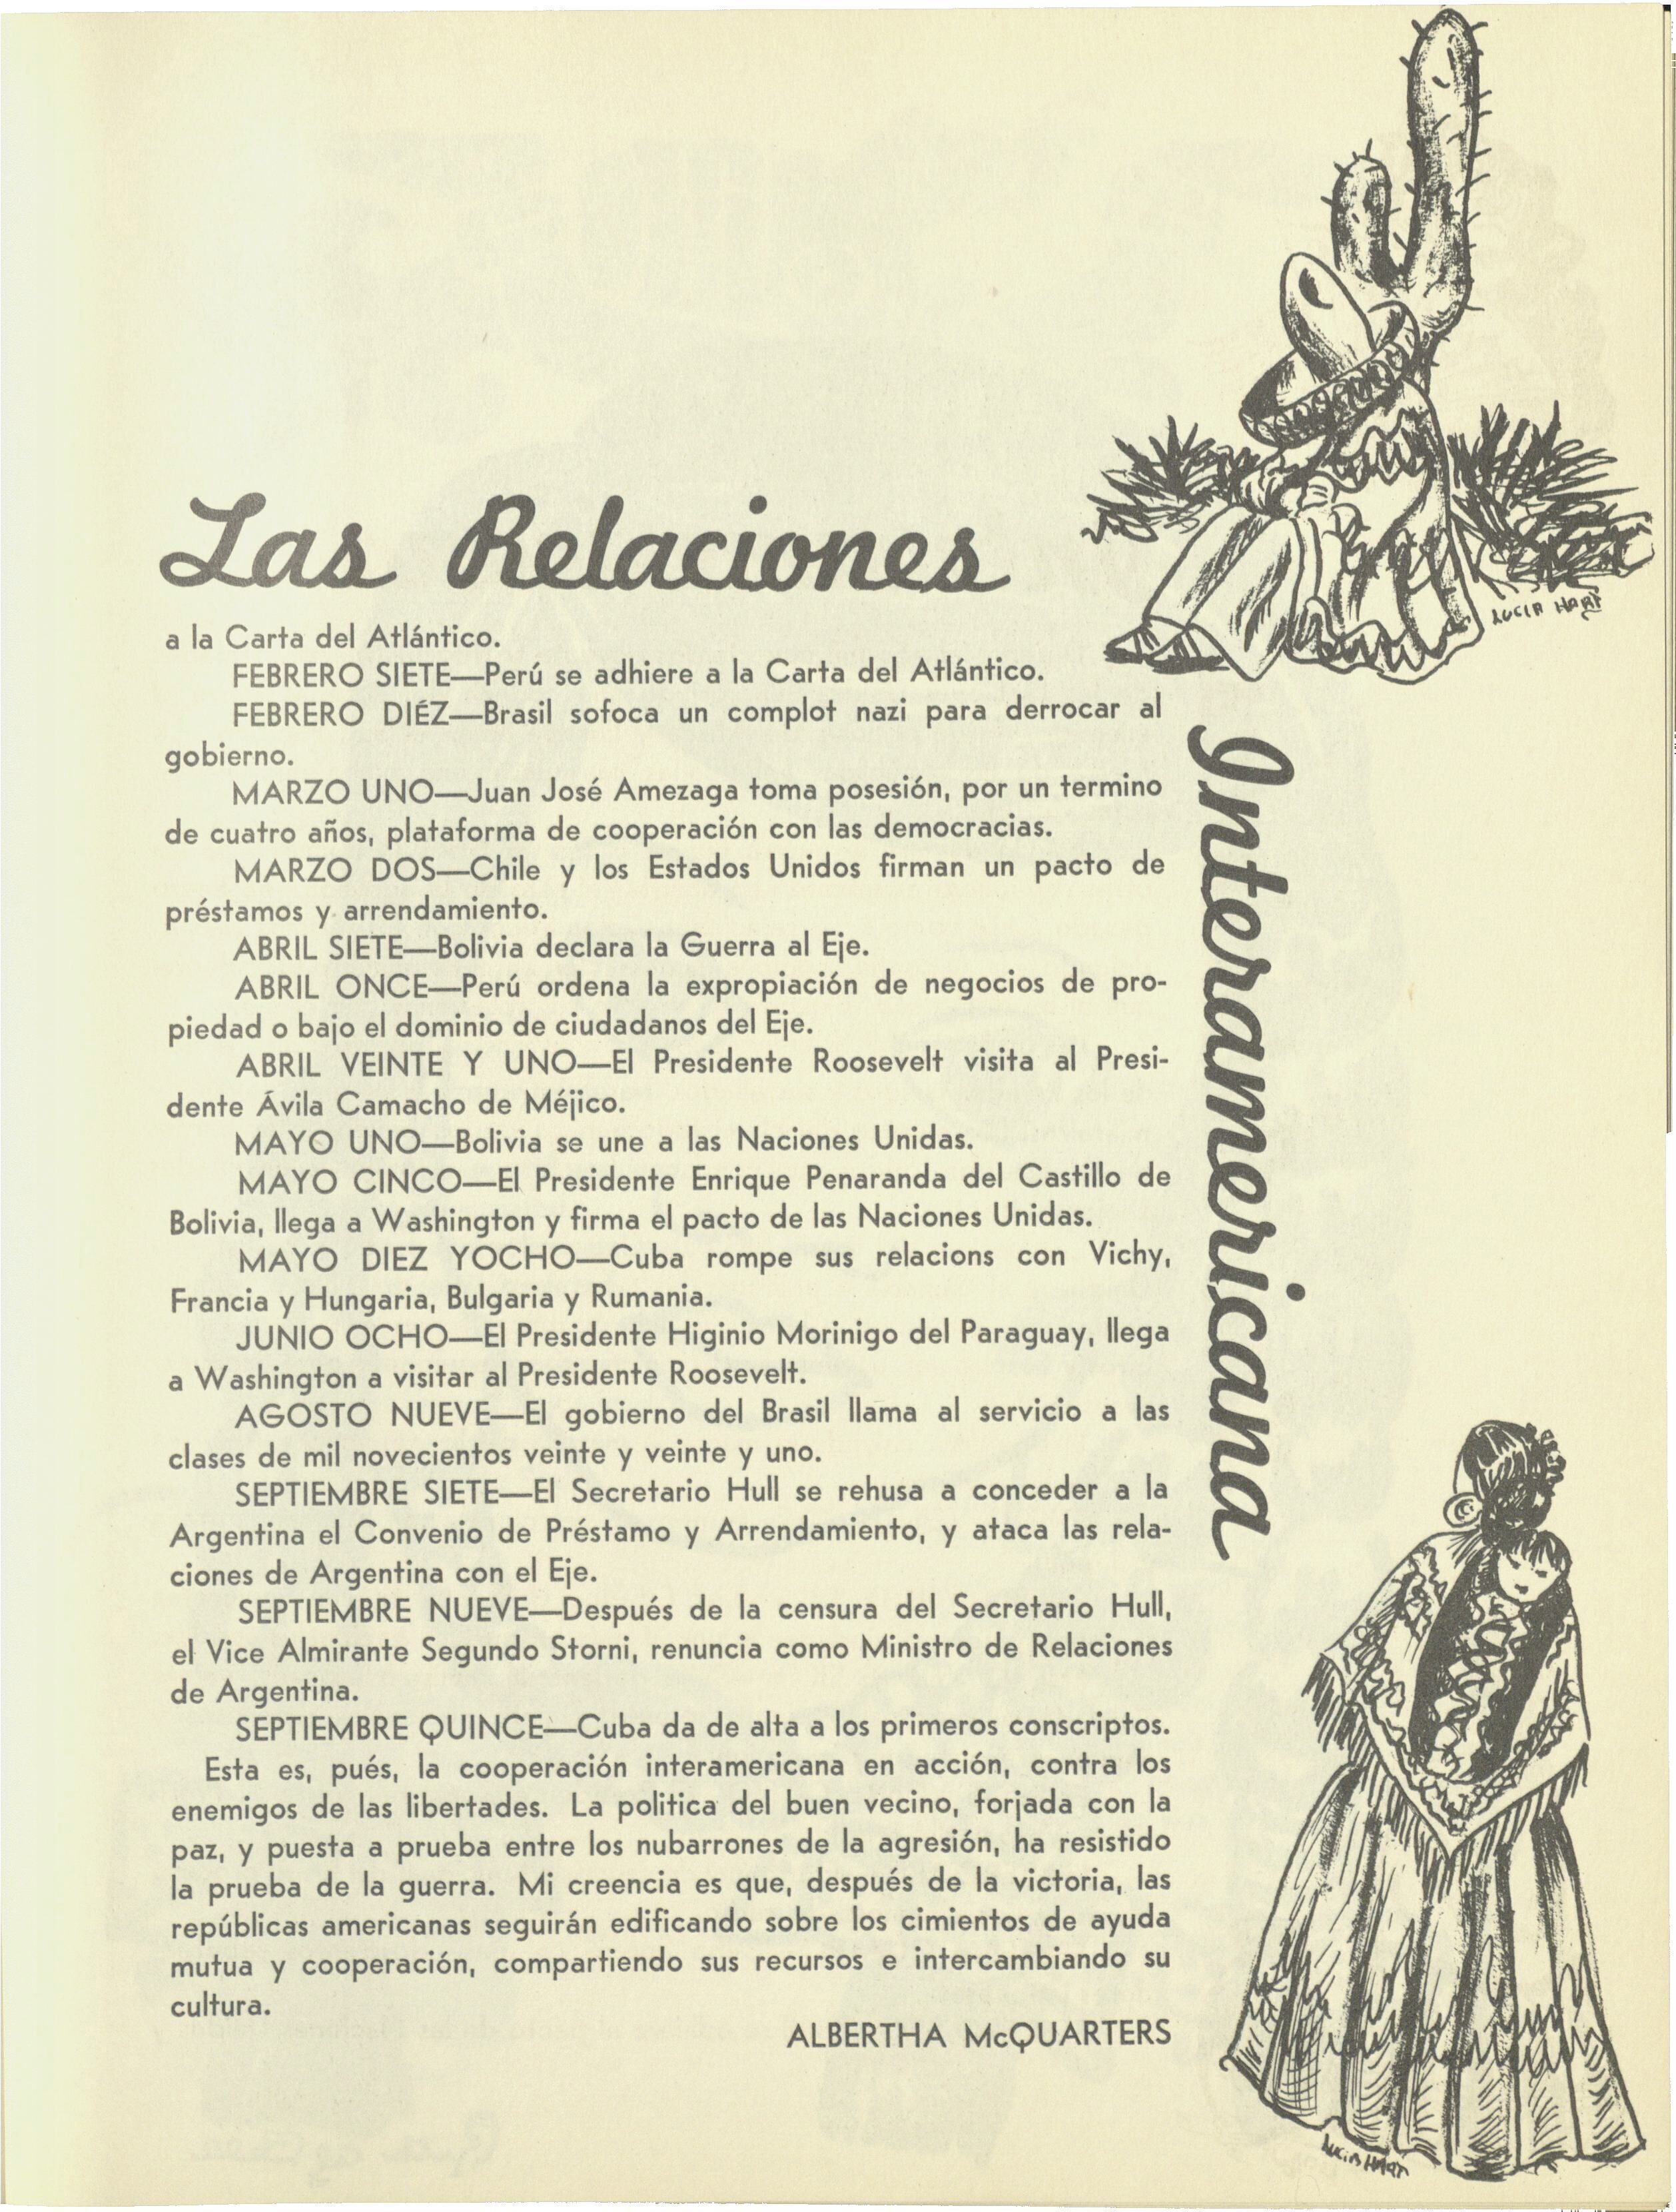 Las Relaciones
Interamericana
LUCIA HART
a la Carta del Atlántico.
FEBRERO SIETE—Perú se adhiere a la Carta del Atlántico.
FEBRERO DIÉZ—Brasil sofoca un complot nazi para derrocar al
gobierno.
MARZO UNO—Juan José Amezaga toma posesión, por un termino
de cuatro años, plataforma de cooperación con las democracias.
MARZO DOS—Chile y los Estados Unidos firman un pacto de
préstamos y arrendamiento.
ABRIL SIETE—Bolivia declara la Guerra al Eje.
ABRIL ONCE—Perú ordena la expropiación de negocios de pro-
piedad o bajo el dominio de ciudadanos del Eje.
ABRIL VEINTE Y UNO—El Presidente Roosevelt visita al Presi-
dente Ávila Camacho de Méjico.
MAYO UNO—Bolivia se une a las Naciones Unidas.
MAYO CINCO—El Presidente Enrique Penaranda del Castillo de
Bolivia, llega a Washington y firma el pacto de las Naciones Unidas.
MAYO DIEZ YOCHO—Cuba rompe sus relacions con Vichy,
Francia y Hungaria, Bulgaria y Rumania.
JUNIO OCHO—El Presidente Higinio Morinigo del Paraguay, llega
a Washington a visitar al Presidente Roosevelt.
AGOSTO NUEVE—El gobierno del Brasil llama al servicio a las
clases de mil novecientos veinte y veinte y uno.
SEPTIEMBRE SIETE—El Secretario Hull se rehusa a conceder a la
Argentina el Convenio de Préstamo y Arrendamiento, y ataca las rela-
ciones de Argentina con el Eje.
SEPTIEMBRE NUEVE—Después de la censura del Secretario Hull,
el Vice Almirante Segundo Storni, renuncia como Ministro de Relaciones
de Argentina.
SEPTIEMBRE QUINCE—Cuba da de alta a los primeros conscriptos.
Esta es, pués, la cooperación interamericana en acción, contra los
enemigos de las libertades. La politica del buen vecino, forjada con la
paz, y puesta a prueba entre los nubarrones de la agresión, ha resistido
la prueba de la guerra. Mi creencia es que, después de la victoria, las
repúblicas americanas seguirán edificando sobre los cimientos de ayuda
mutua y cooperación, compartiendo sus recursos e intercambiando su
cultura.
ALBERTHA McQUARTERS
LUCIA HART